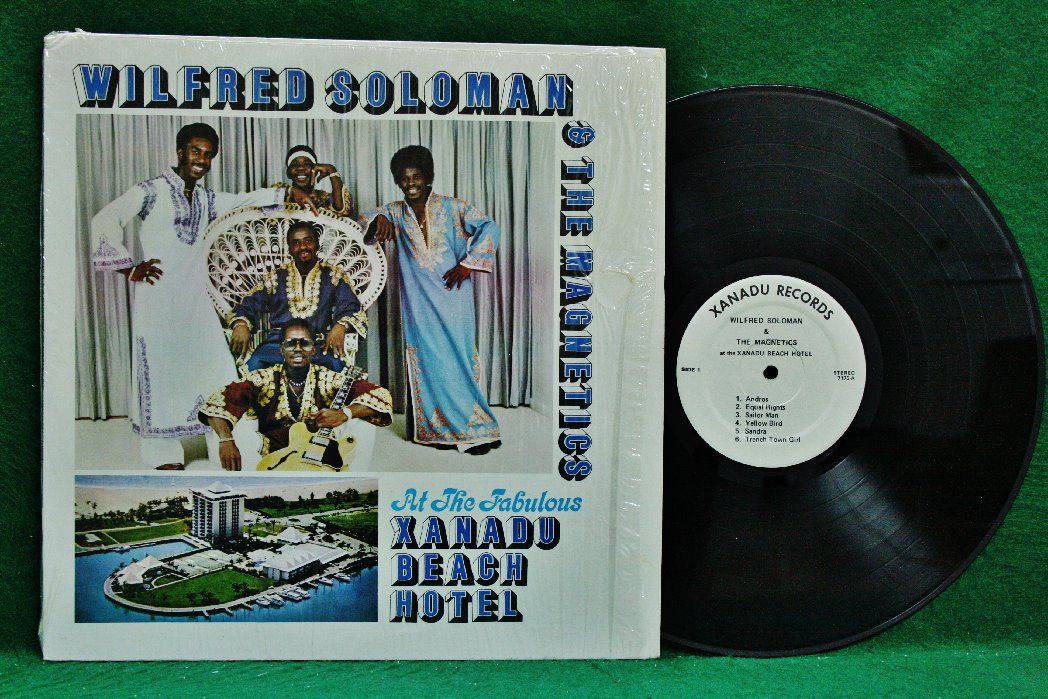 WILFRED SOLOMAN
& THE MAGNETICS
At The Fabulous
XANADU
BEACH
HOTEL
XANADU RECORDS
WILFRED SOLOMAN
&
THE MAGNETICS
at the XANADU BEACH HOTEL
SIDE 1
STEREO
7175-A
1. Andros
2. Equal Rights
3. Sailor Man
4. Yellow Bird
5. Sandra
6. Trench Town Girl